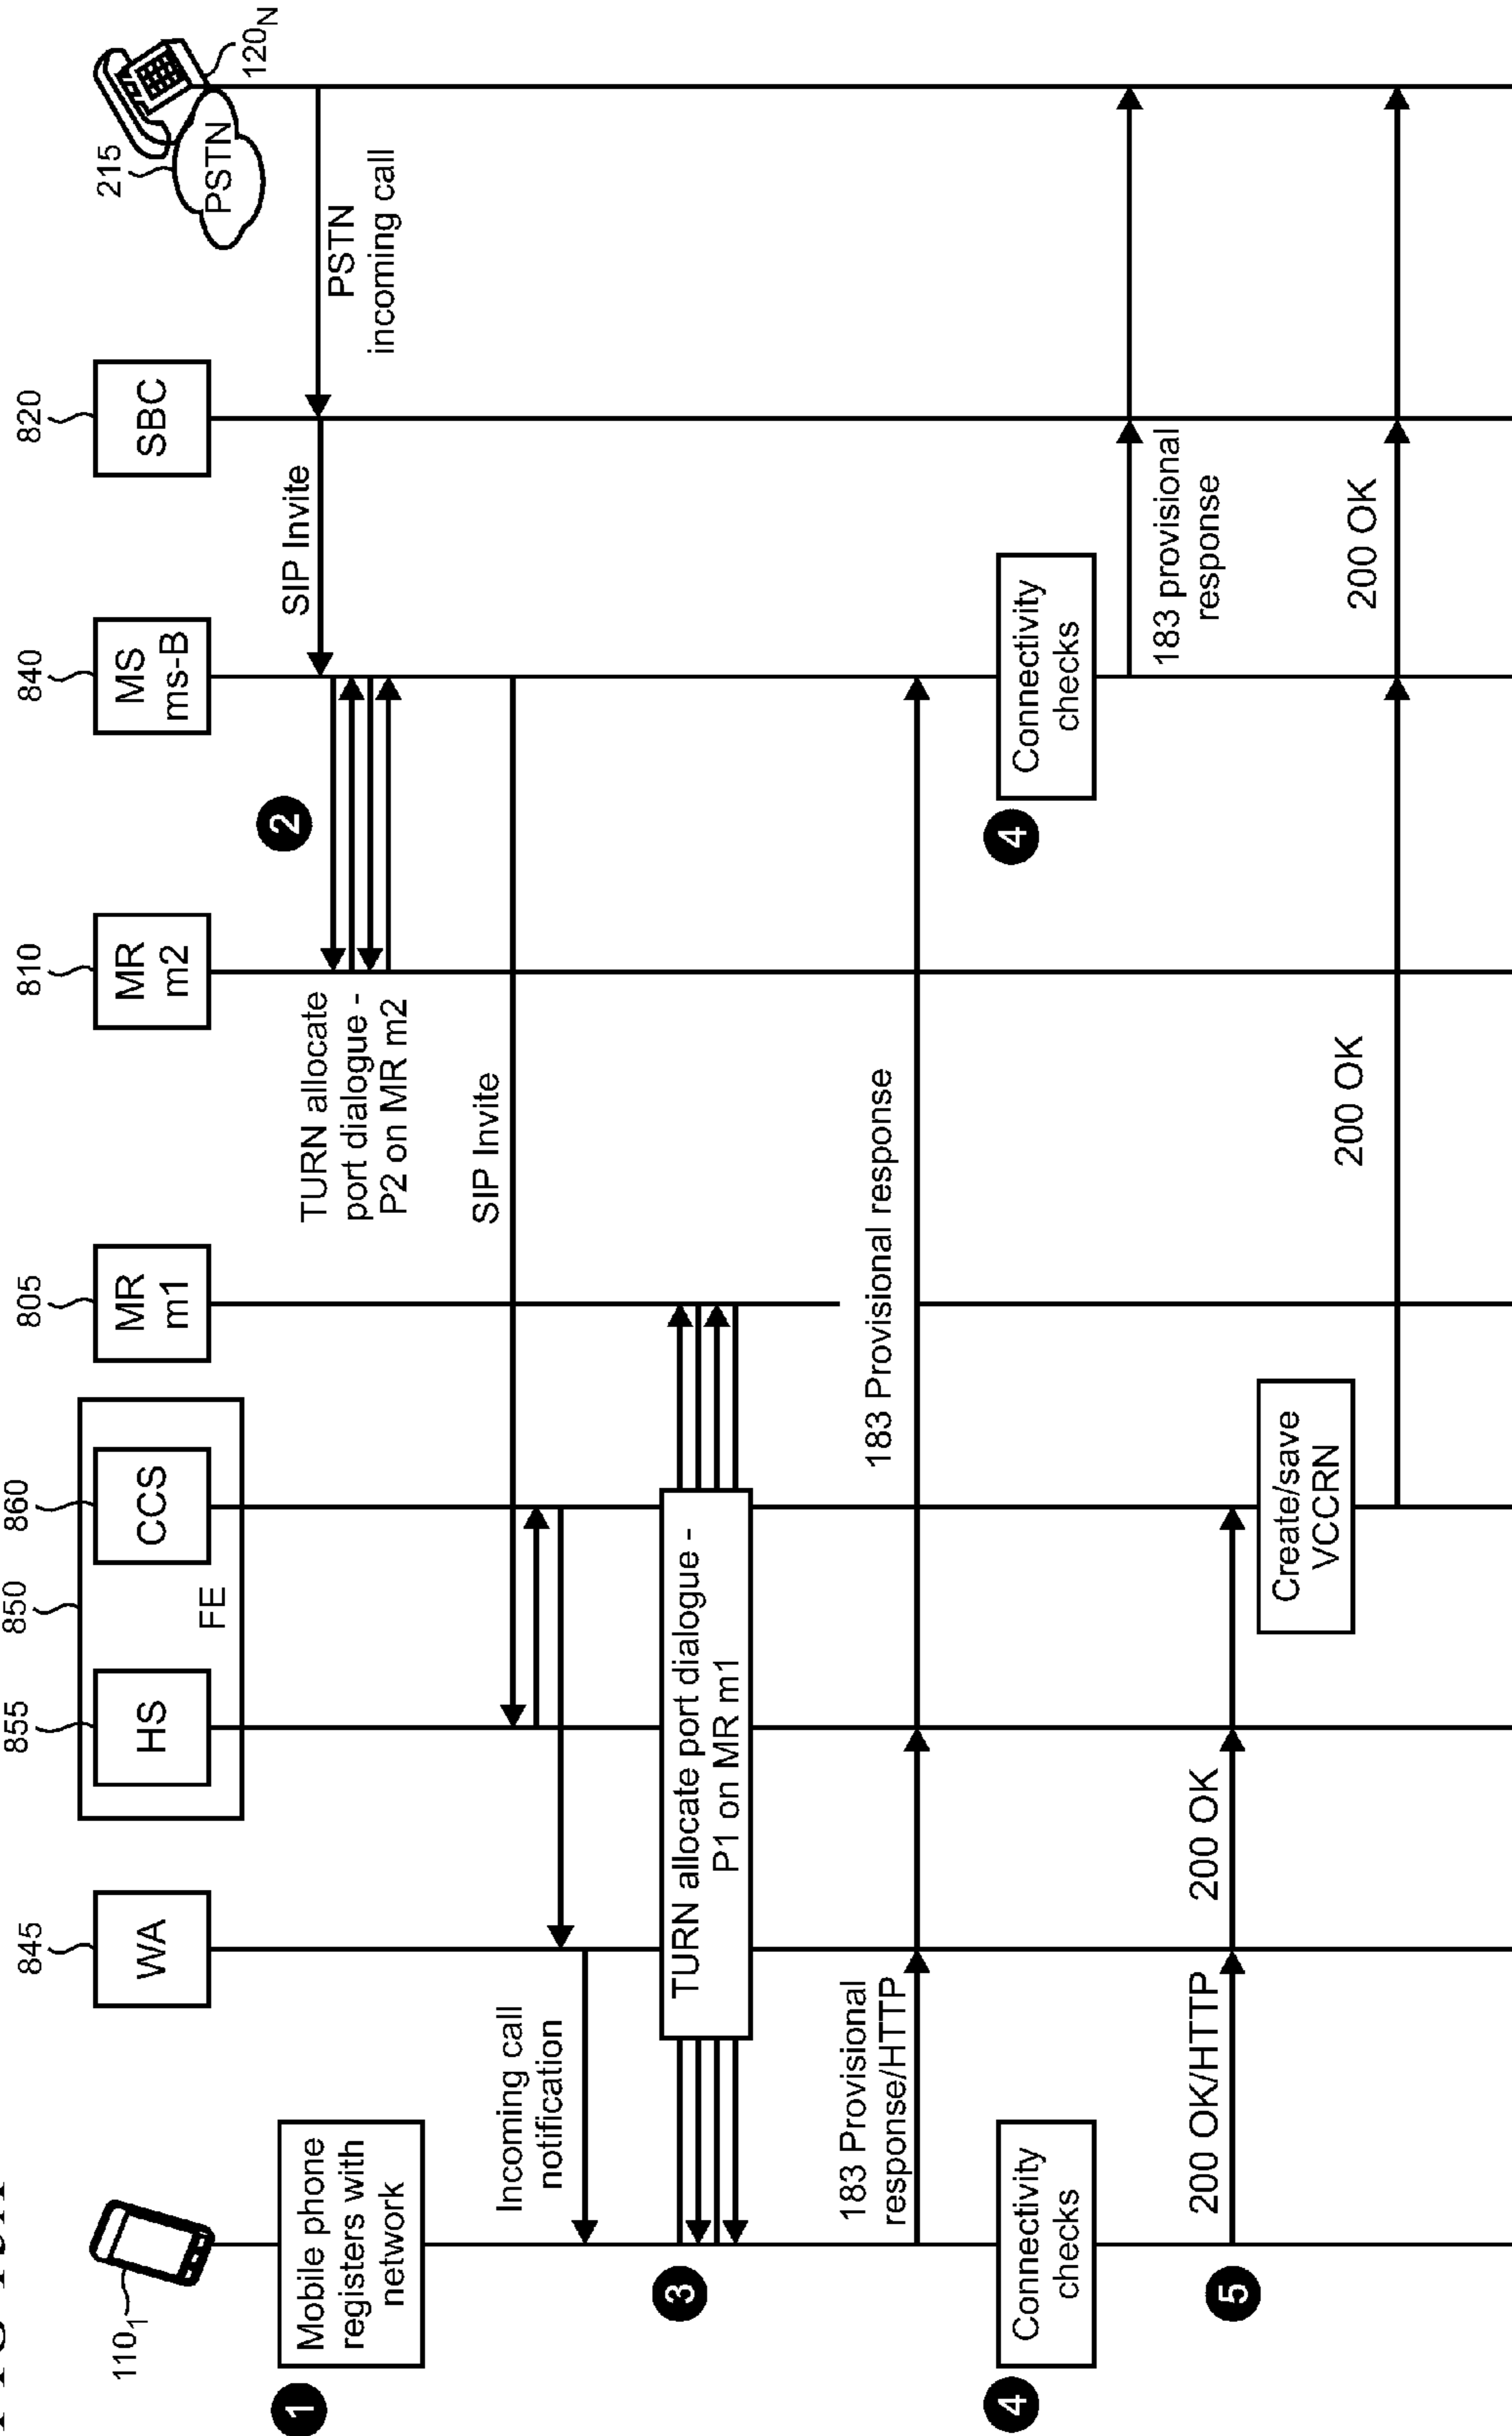 110₁
845
855
850
860
805
810
840
820
215
120N
WA
HS
CCS
FE
MR
m1
MR
m2
MS
ms-B
SBC
PSTN
1
Mobile phone
registers with
network
PSTN
incoming call
SIP Invite
2
TURN allocate
port dialogue -
P2 on MR m2
SIP Invite
Incoming call
notification
3
TURN allocate port dialogue -
P1 on MR m1
183 Provisional
response/HTTP
183 Provisional response
4
Connectivity
checks
4
Connectivity
checks
183 provisional
response
5
200 OK/HTTP
200 OK
Create/save
VCCRN
200 OK
200 OK